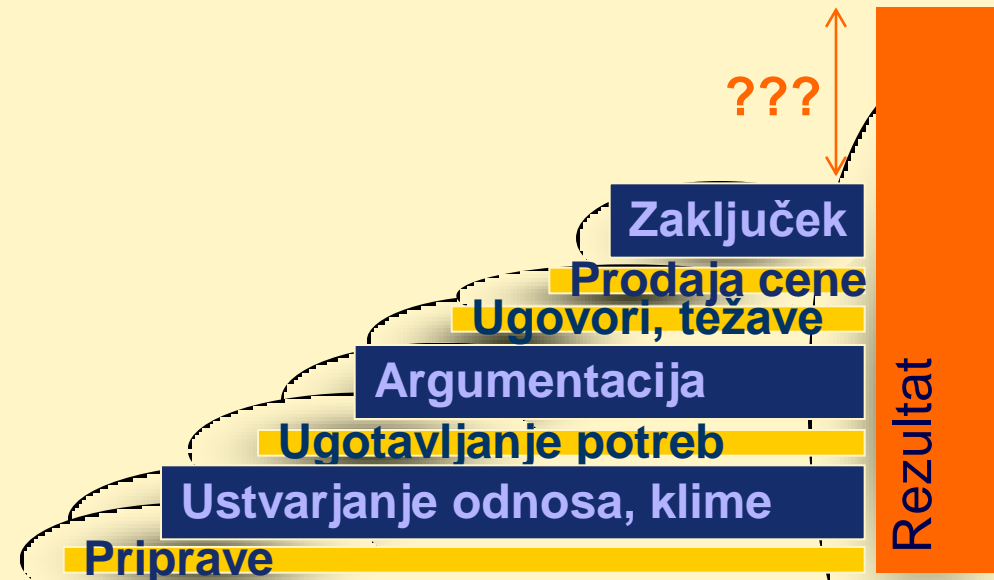 ???
Zaključek
Prodaja cene
Ugovori, težave
Argumentacija
Ugotavljanje potreb
Ustvarjanje odnosa, klime
Priprave
Rezultat